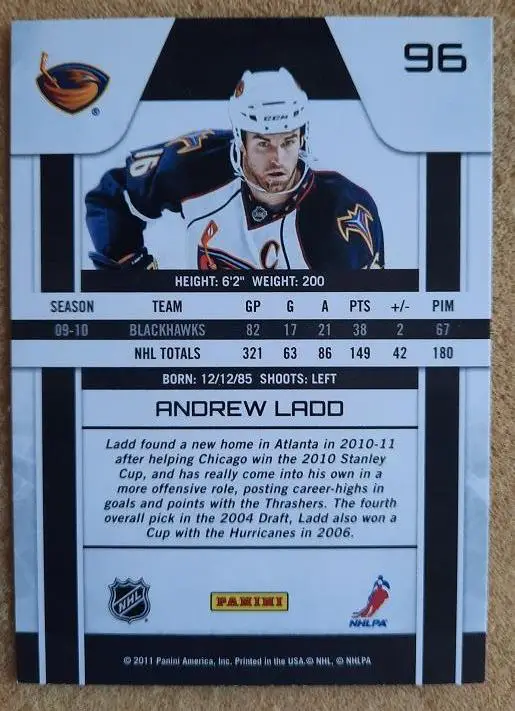 96
16
CCM
C
HEIGHT: 6'2" WEIGHT: 200
SEASON TEAM GP G A PTS +/- PIM
09-10 BLACKHAWKS 82 17 21 38 2 67
NHL TOTALS 321 63 86 149 42 180
BORN: 12/12/85 SHOOTS: LEFT
ANDREW LADD
Ladd found a new home in Atlanta in 2010-11
after helping Chicago win the 2010 Stanley
Cup, and has really come into his own in
a more offensive role, posting career-highs in
goals and points with the Thrashers. The fourth
overall pick in the 2004 Draft, Ladd also won a
Cup with the Hurricanes in 2006.
NHL
PANINI
NHLPA
© 2011 Panini America, Inc. Printed in the USA.© NHL, © NHLPA